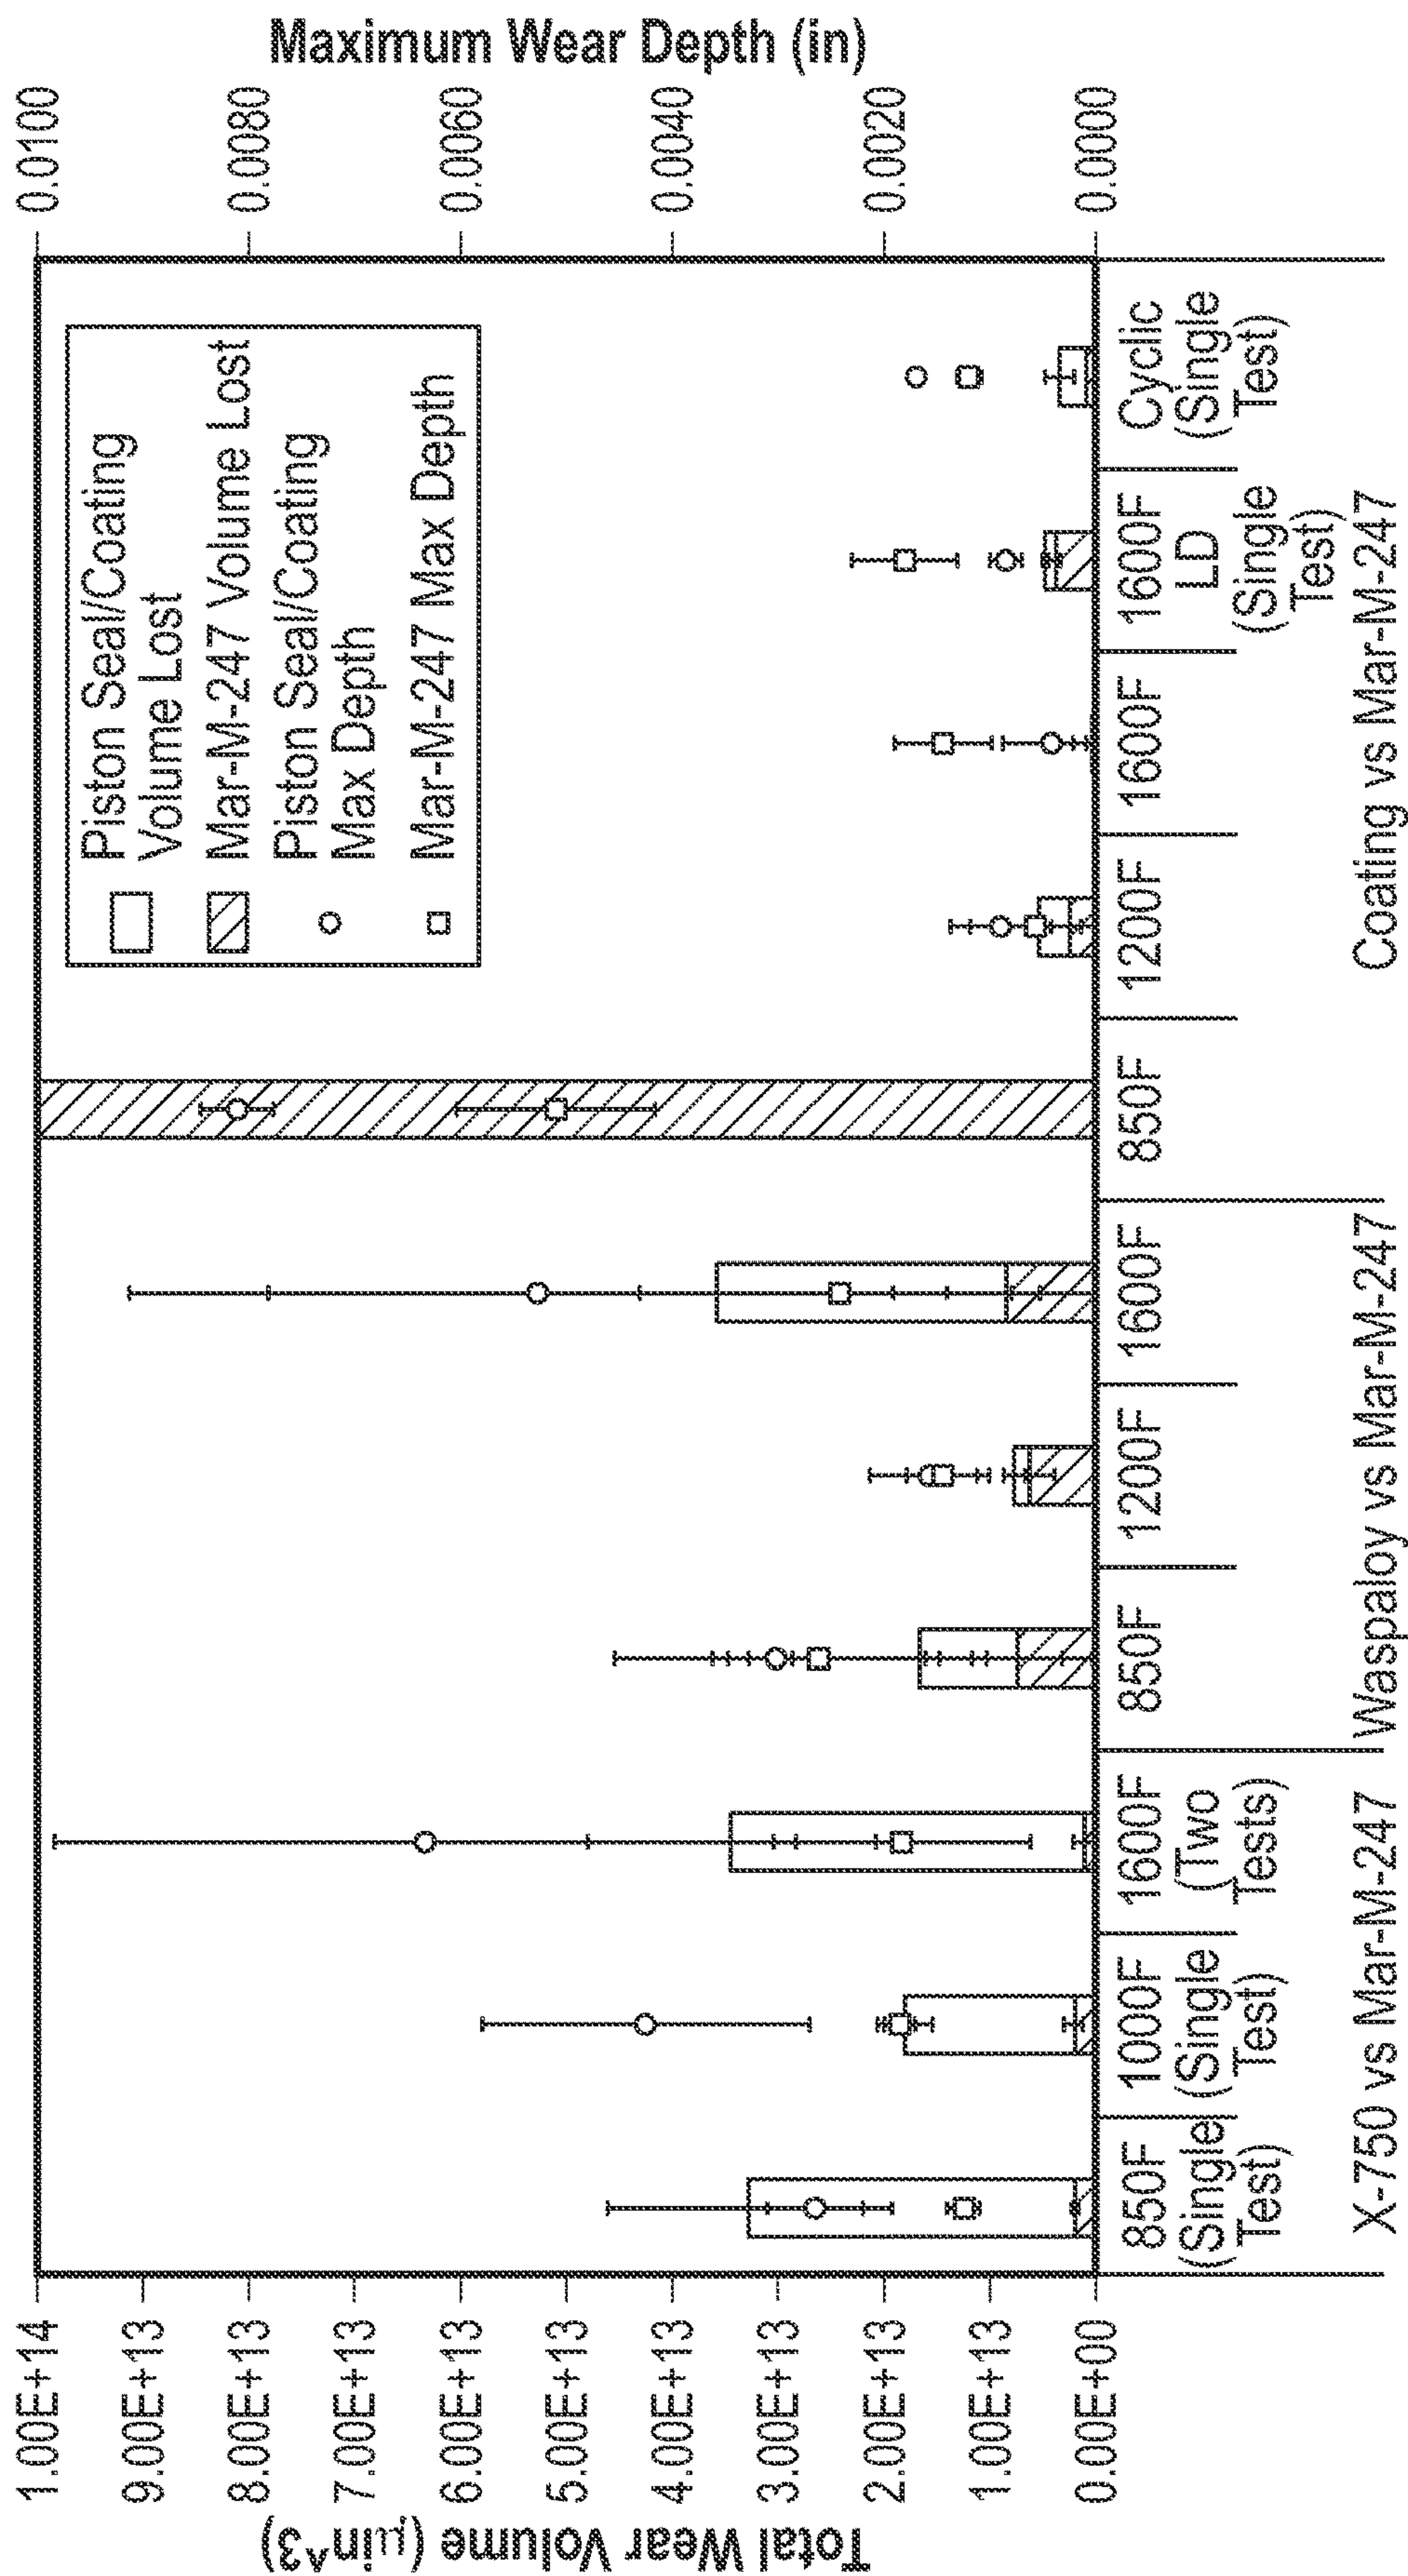 Total Wear Volume (μin^3)
1.00E+14
9.00E+13
8.00E+13
7.00E+13
6.00E+13
5.00E+13
4.00E+13
3.00E+13
2.00E+13
1.00E+13
0.00E+00
Piston Seal/Coating
Volume Lost
Mar-M-247 Volume Lost
Piston Seal/Coating
Max Depth
Mar-M-247 Max Depth
Maximum Wear Depth (in)
0.0100
0.0080
0.0060
0.0040
0.0020
0.0000
850F
(Single
Test)
1000F
(Single
Test)
1600F
(Two
Tests)
850F
1200F
1600F
850F
1200F
1600F
1600F
LD
(Single
Test)
Cyclic
(Single
Test)
X-750 vs Mar-M-247
Waspaloy vs Mar-M-247
Coating vs Mar-M-247